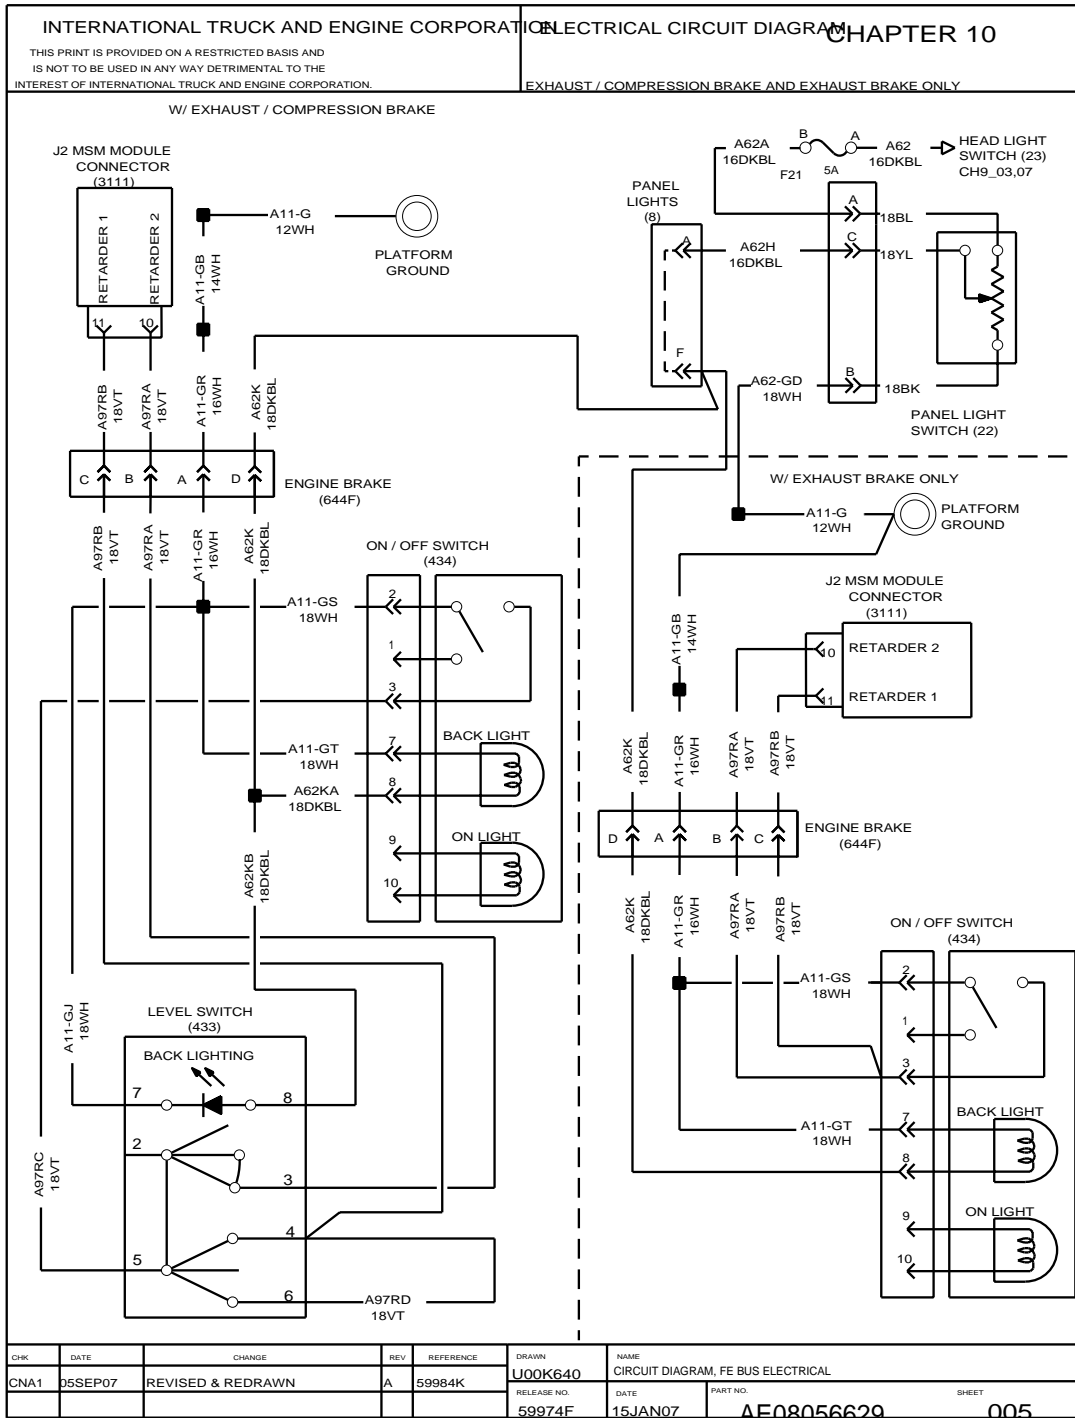 INTERNATIONAL TRUCK AND ENGINE CORPORATION
THIS PRINT IS PROVIDED ON A RESTRICTED BASIS AND
IS NOT TO BE USED IN ANY WAY DETRIMENTAL TO THE
INTEREST OF INTERNATIONAL TRUCK AND ENGINE CORPORATION.
ELECTRICAL CIRCUIT DIAGRAM
CHAPTER 10
EXHAUST / COMPRESSION BRAKE AND EXHAUST BRAKE ONLY
W/ EXHAUST / COMPRESSION BRAKE
J2 MSM MODULE
CONNECTOR
(3111)
RETARDER 1
RETARDER 2
11
10
A11-G
12WH
PLATFORM
GROUND
A11-GB
14WH
A97RB
18VT
A97RA
18VT
A11-GR
16WH
A62K
18DKBL
C
B
A
D
ENGINE BRAKE
(644F)
A97RB
18VT
A97RA
18VT
A11-GR
16WH
A62K
18DKBL
ON / OFF SWITCH
(434)
A11-GS
18WH
2
1
3
A11-GT
18WH
7
BACK LIGHT
A62KA
18DKBL
8
9
ON LIGHT
10
A62KB
18DKBL
A11-GJ
18WH
LEVEL SWITCH
(433)
BACK LIGHTING
7
8
2
3
4
5
6
A97RC
18VT
A97RD
18VT
PANEL
LIGHTS
(8)
A
F
A62A
16DKBL
B
A
F21
5A
A62
16DKBL
HEAD LIGHT
SWITCH (23)
CH9_03,07
A
18BL
A62H
16DKBL
C
18YL
A62-GD
18WH
B
18BK
PANEL LIGHT
SWITCH (22)
W/ EXHAUST BRAKE ONLY
A11-G
12WH
PLATFORM
GROUND
A11-GB
14WH
J2 MSM MODULE
CONNECTOR
(3111)
10
RETARDER 2
11
RETARDER 1
A62K
18DKBL
A11-GR
16WH
A97RA
18VT
A97RB
18VT
D
A
B
C
ENGINE BRAKE
(644F)
A62K
18DKBL
A11-GR
16WH
A97RA
18VT
A97RB
18VT
ON / OFF SWITCH
(434)
A11-GS
18WH
2
1
3
A11-GT
18WH
7
BACK LIGHT
8
9
ON LIGHT
10
CHK DATE CHANGE REV REFERENCE
CNA1 05SEP07 REVISED & REDRAWN A 59984K
DRAWN
U00K640
NAME
CIRCUIT DIAGRAM, FE BUS ELECTRICAL
RELEASE NO.
59974F
DATE
15JAN07
PART NO.
AE08056629
SHEET
005